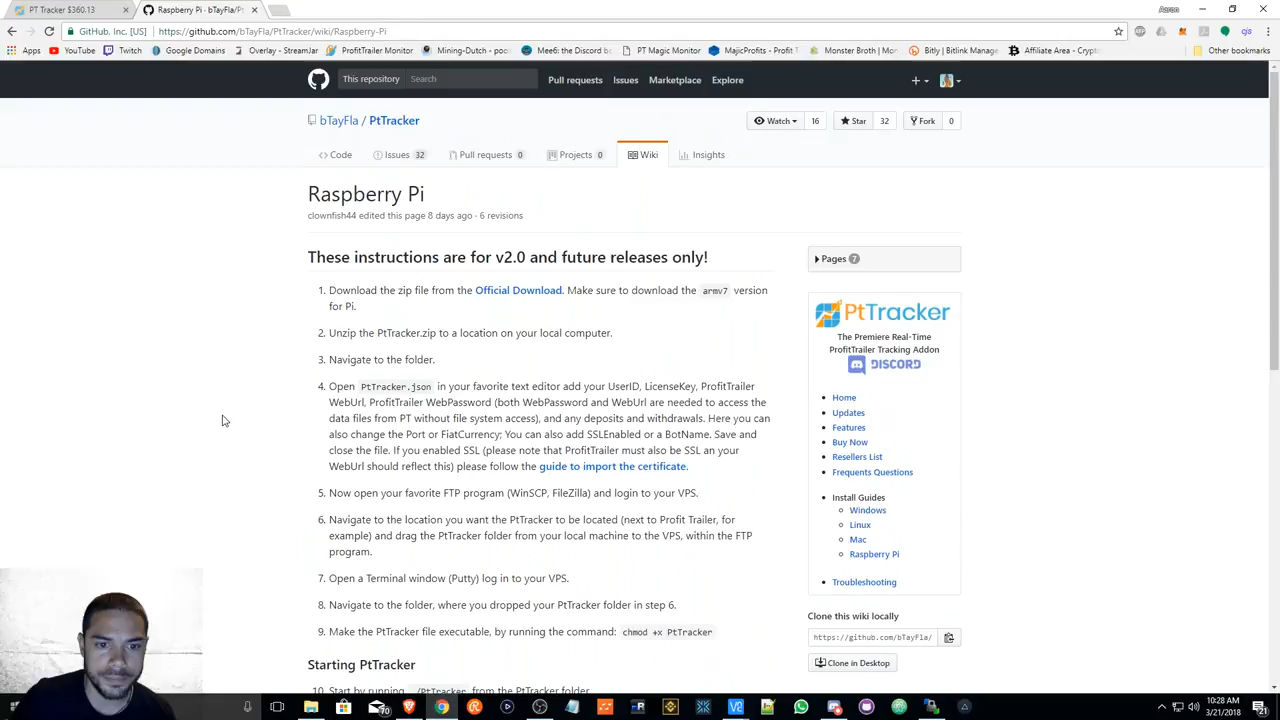 PT Tracker $360.13
Raspberry Pi · bTayFla/Pt
Aaron
GitHub, Inc. [US] https://github.com/bTayFla/PtTracker/wiki/Raspberry-Pi
Apps YouTube Twitch Google Domains Overlay - StreamJar ProfitTrailer Monitor Mining-Dutch - poo Mee6: the Discord b PT Magic Monitor MajicProfits - Profit T Monster Broth | Mon Bitly | Bitlink Manage Affiliate Area - Crypto Other bookmarks
This repository Search Pull requests Issues Marketplace Explore
bTayFla / PtTracker Watch 16 Star 32 Fork 0
Code Issues 32 Pull requests 0 Projects 0 Wiki Insights
Raspberry Pi
clownfish44 edited this page 8 days ago · 6 revisions
These instructions are for v2.0 and future releases only!
1. Download the zip file from the Official Download. Make sure to download the armv7 version
for Pi.
2. Unzip the PtTracker.zip to a location on your local computer.
3. Navigate to the folder.
4. Open PtTracker.json in your favorite text editor add your UserID, LicenseKey, ProfitTrailer
WebUrl, ProfitTrailer WebPassword (both WebPassword and WebUrl are needed to access the
data files from PT without file system access), and any deposits and withdrawals. Here you can
also change the Port or FiatCurrency; You can also add SSLEnabled or a BotName. Save and
close the file. If you enabled SSL (please note that ProfitTrailer must also be SSL an your
WebUrl should reflect this) please follow the guide to import the certificate.
5. Now open your favorite FTP program (WinSCP, FileZilla) and login to your VPS.
6. Navigate to the location you want the PtTracker to be located (next to Profit Trailer, for
example) and drag the PtTracker folder from your local machine to the VPS, within the FTP
program.
7. Open a Terminal window (Putty) log in to your VPS.
8. Navigate to the folder, where you dropped your PtTracker folder in step 6.
9. Make the PtTracker file executable, by running the command: chmod +x PtTracker
Starting PtTracker
10. Start by running ./PtTracker from the PtTracker folder
Pages 7
PtTracker
The Premiere Real-Time
ProfitTrailer Tracking Addon
DISCORD
Home
Updates
Features
Buy Now
Resellers List
Frequents Questions
Install Guides
Windows
Linux
Mac
Raspberry Pi
Troubleshooting
Clone this wiki locally
https://github.com/bTayFla/
Clone in Desktop
70
10:28 AM
3/21/2018
21